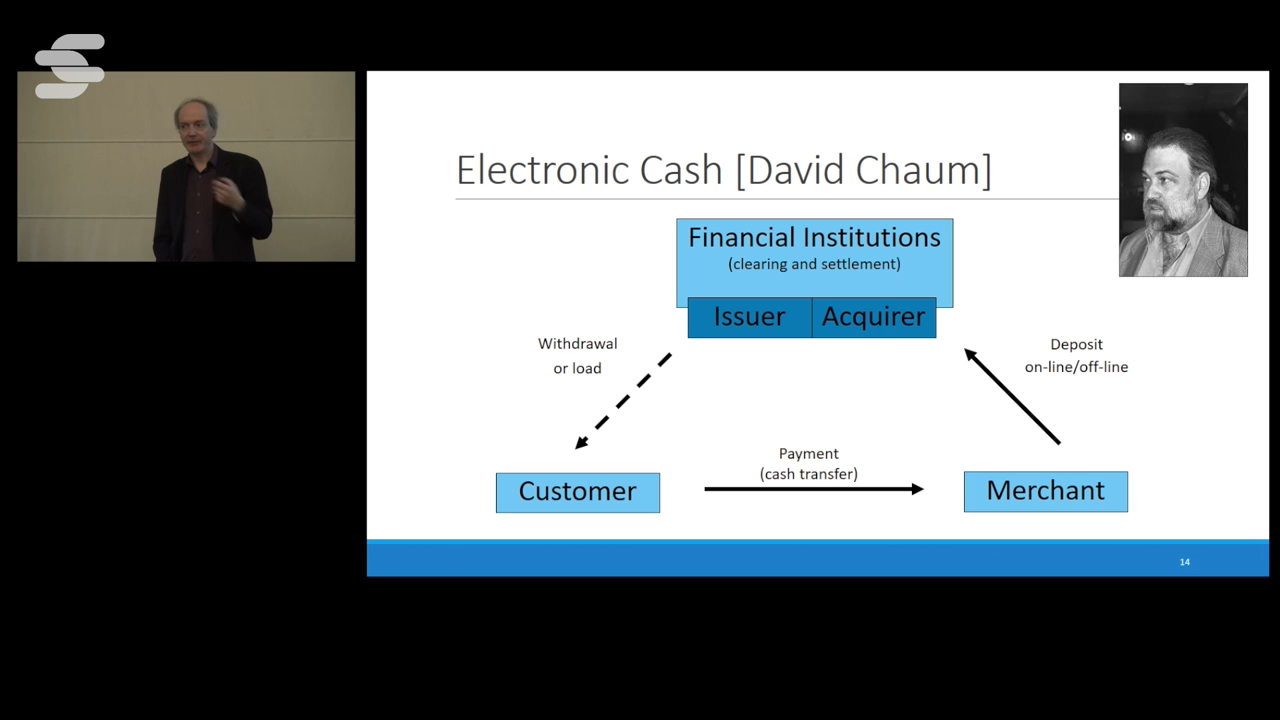 Electronic Cash [David Chaum]
Financial Institutions
(clearing and settlement)
Issuer
Acquirer
Withdrawal
or load
Deposit
on-line/off-line
Payment
(cash transfer)
Customer
Merchant
14